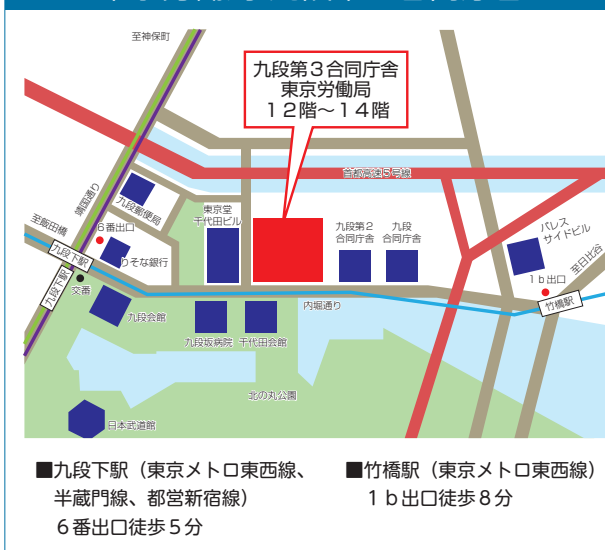 至神保町
九段第３合同庁舎
東京労働局
１２階～１４階
首都高速５号線
靖国通り
九段郵便局
東京堂
千代田ビル
九段第２
合同庁舎
九段
合同庁舎
パレス
サイドビル
至飯田橋
６番出口
りそな銀行
九段下駅
九段下駅
交番
１ｂ出口
至日比谷
竹橋駅
九段会館
内堀通り
九段坂病院
千代田会館
北の丸公園
日本武道館
■九段下駅（東京メトロ東西線、
半蔵門線、都営新宿線）
６番出口徒歩５分
■竹橋駅（東京メトロ東西線）
１ｂ出口徒歩８分